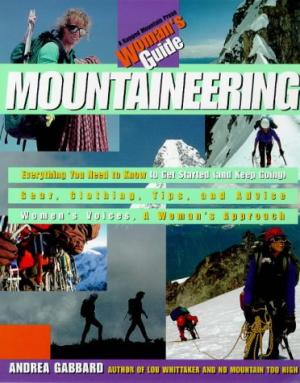 A Ragged Mountain Press
Woman's
Guide
MOUNTAINEERING
Everything You Need to Know to Get Started (and Keep Going)
Gear, Clothing, Tips, and Advice
Women's Voices, A Woman's Approach
ANDREA GABBARD AUTHOR OF LOU WHITTAKER AND NO MOUNTAIN TOO HIGH